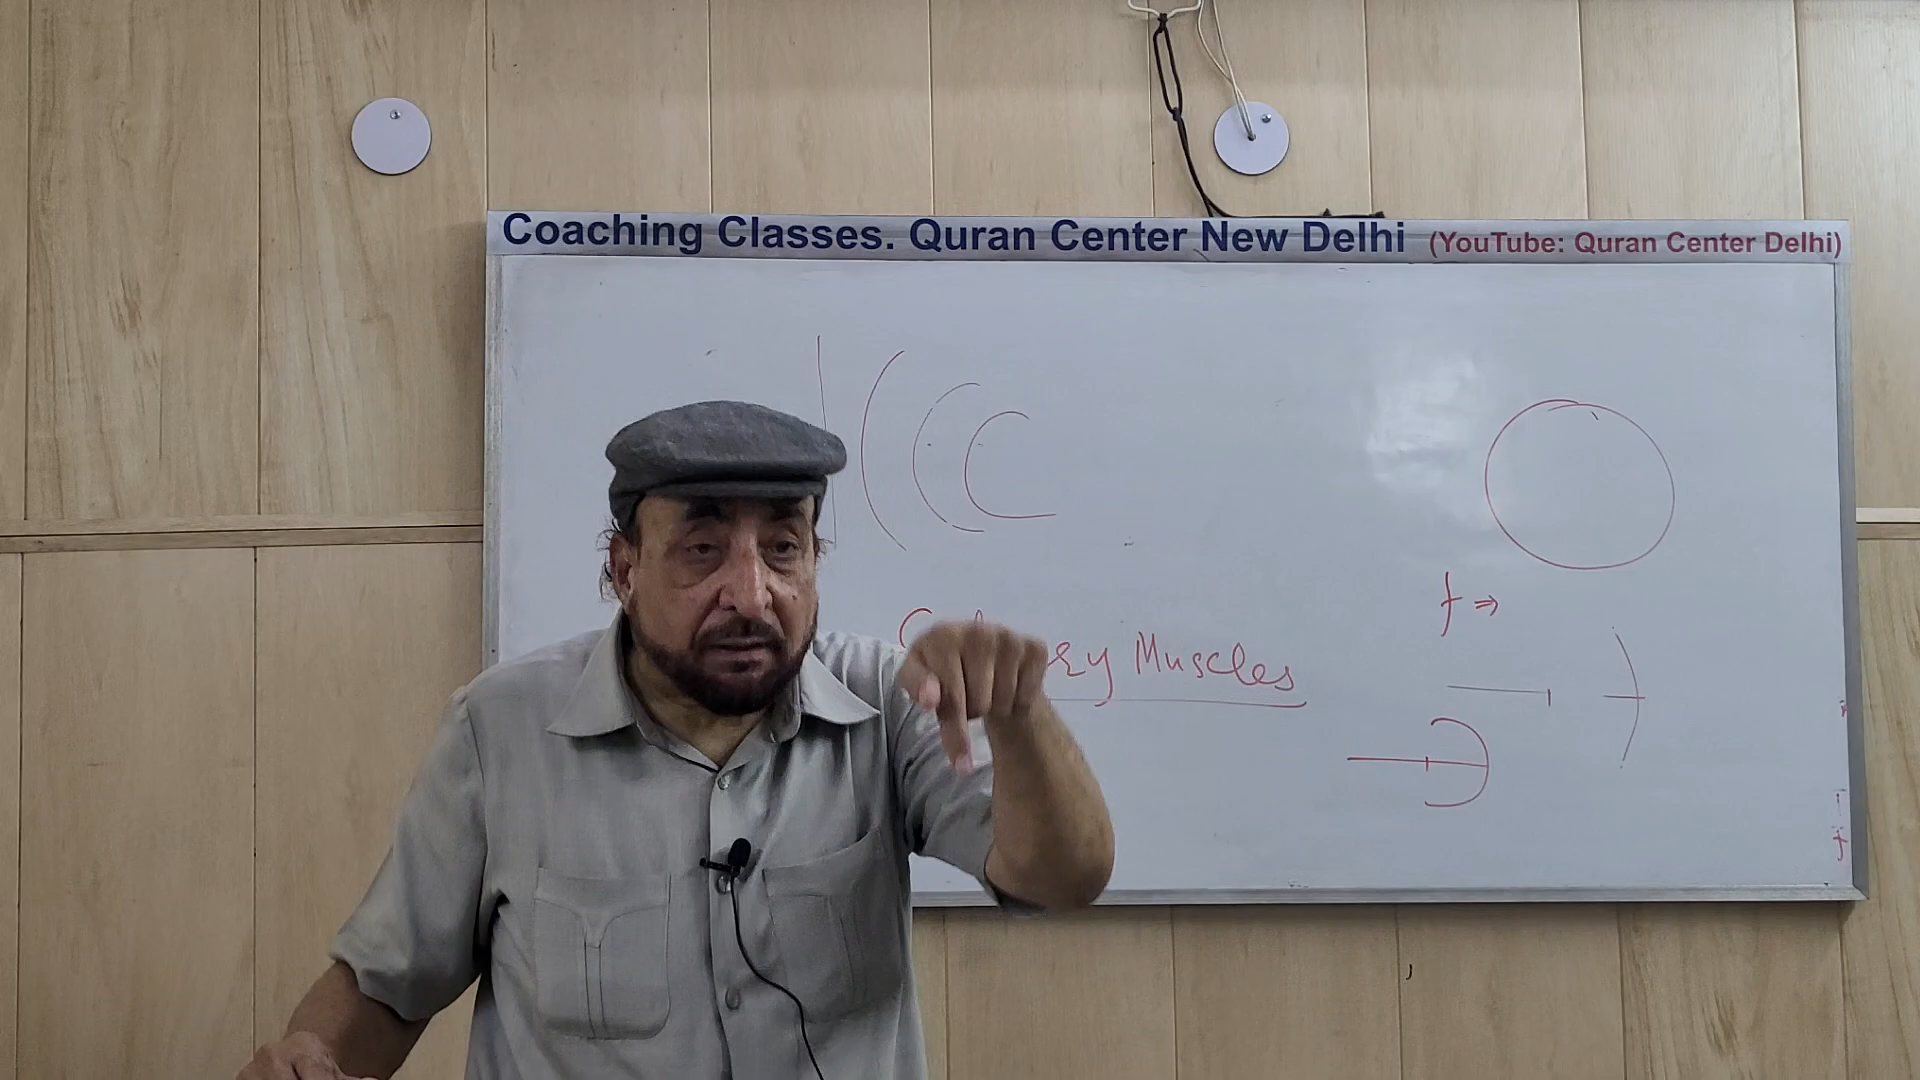 Coaching Classes. Quran Center New Delhi (YouTube: Quran Center Delhi)
f ⇒
Muscles